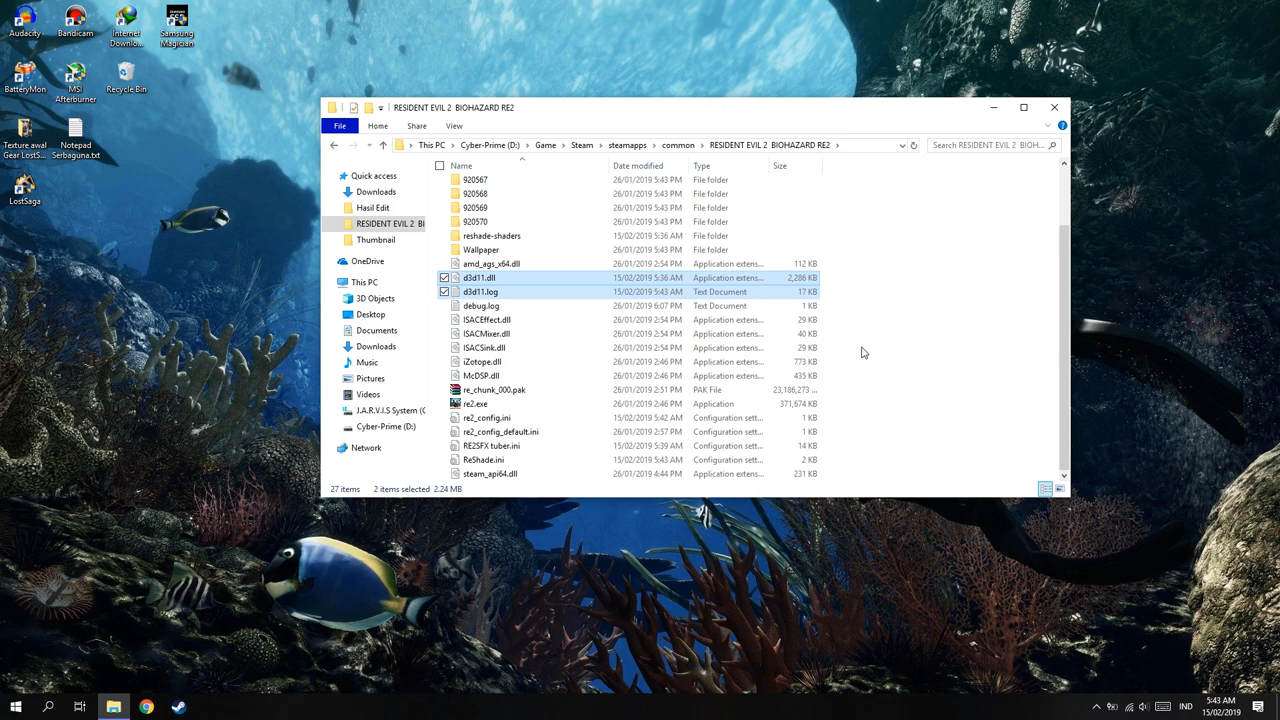 Audacity
Bandicam
Internet Downlo...
Samsung Magician
BatteryMon
MSI Afterburner
Recycle Bin
Texture awal Gear LostS...
Notepad Serbaguna.txt
LostSaga
RESIDENT EVIL 2 BIOHAZARD RE2
File Home Share View
This PC > Cyber-Prime (D:) > Game > Steam > steamapps > common > RESIDENT EVIL 2 BIOHAZARD RE2 >
Search RESIDENT EVIL 2 BIOH...
Name Date modified Type Size
Quick access
Downloads
Hasil Edit
RESIDENT EVIL 2 BI
Thumbnail
OneDrive
This PC
3D Objects
Desktop
Documents
Downloads
Music
Pictures
Videos
J.A.R.V.I.S System (C
Cyber-Prime (D:)
Network
920567 26/01/2019 5:43 PM File folder
920568 26/01/2019 5:43 PM File folder
920569 26/01/2019 5:43 PM File folder
920570 26/01/2019 5:43 PM File folder
reshade-shaders 15/02/2019 5:36 AM File folder
Wallpaper 26/01/2019 5:43 PM File folder
amd_ags_x64.dll 26/01/2019 2:54 PM Application extens... 112 KB
d3d11.dll 15/02/2019 5:36 AM Application extens... 2,286 KB
d3d11.log 15/02/2019 5:43 AM Text Document 17 KB
debug.log 26/01/2019 6:07 PM Text Document 1 KB
ISACEffect.dll 26/01/2019 2:54 PM Application extens... 29 KB
ISACMixer.dll 26/01/2019 2:54 PM Application extens... 40 KB
ISACSink.dll 26/01/2019 2:54 PM Application extens... 29 KB
iZotope.dll 26/01/2019 2:46 PM Application extens... 773 KB
McDSP.dll 26/01/2019 2:46 PM Application extens... 435 KB
re_chunk_000.pak 26/01/2019 2:51 PM PAK File 23,186,273 ...
re2.exe 26/01/2019 2:46 PM Application 371,674 KB
re2_config.ini 15/02/2019 5:42 AM Configuration sett... 1 KB
re2_config_default.ini 26/01/2019 2:57 PM Configuration sett... 1 KB
RE2SFX tuber.ini 15/02/2019 5:39 AM Configuration sett... 14 KB
ReShade.ini 15/02/2019 5:43 AM Configuration sett... 2 KB
steam_api64.dll 26/01/2019 4:44 PM Application extens... 231 KB
27 items 2 items selected 2.24 MB
IND
5:43 AM
15/02/2019